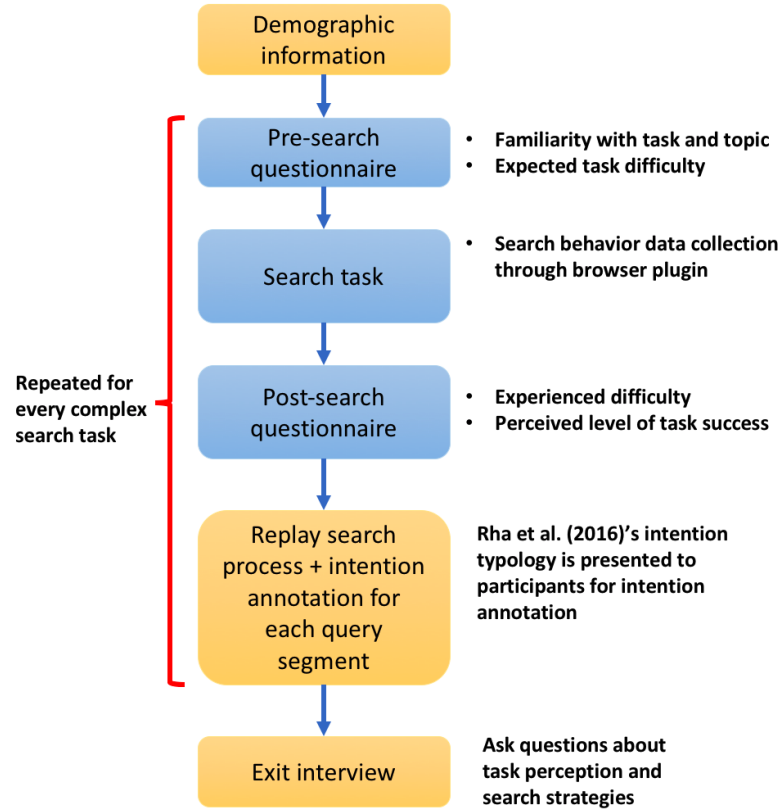 Demographic
information
Pre-search
questionnaire
• Familiarity with task and topic
• Expected task difficulty
Search task
• Search behavior data collection
through browser plugin
Repeated for
every complex
search task
Post-search
questionnaire
• Experienced difficulty
• Perceived level of task success
Replay search
process + intention
annotation for
each query
segment
Rha et al. (2016)’s intention
typology is presented to
participants for intention
annotation
Exit interview
Ask questions about
task perception and
search strategies